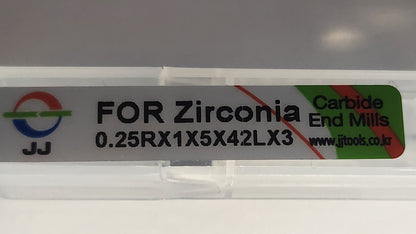 JJ
FOR Zirconia
0.25RX1X5X42LX3
Carbide
End Mills
www.jjtools.co.kr